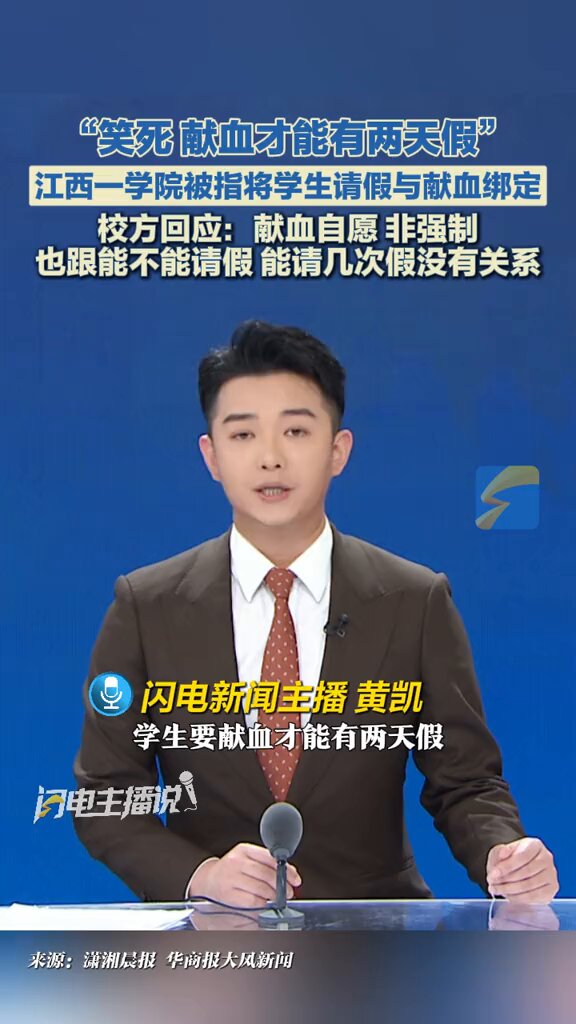 “笑死 献血才能有两天假”
江西一学院被指将学生请假与献血绑定
校方回应：献血自愿 非强制
也跟能不能请假 能请几次假没有关系
闪电新闻主播 黄凯
学生要献血才能有两天假
闪电主播说
来源：潇湘晨报 华商报大风新闻